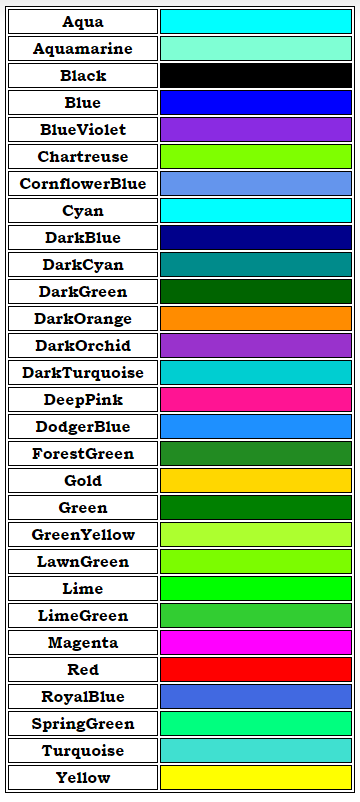 Aqua
Aquamarine
Black
Blue
BlueViolet
Chartreuse
CornflowerBlue
Cyan
DarkBlue
DarkCyan
DarkGreen
DarkOrange
DarkOrchid
DarkTurquoise
DeepPink
DodgerBlue
ForestGreen
Gold
Green
GreenYellow
LawnGreen
Lime
LimeGreen
Magenta
Red
RoyalBlue
SpringGreen
Turquoise
Yellow